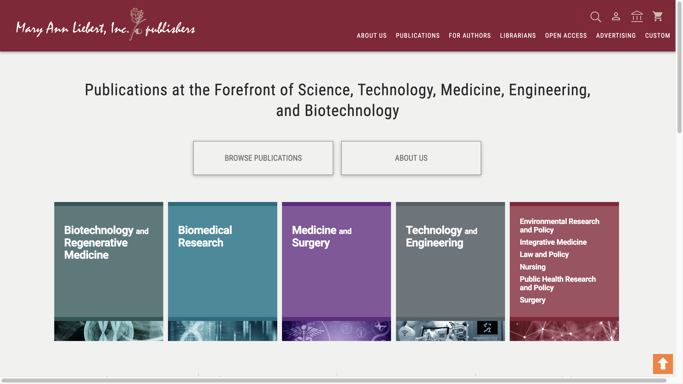 Mary Ann Liebert, Inc. publishers
ABOUT US PUBLICATIONS FOR AUTHORS LIBRARIANS OPEN ACCESS ADVERTISING CUSTOM
Publications at the Forefront of Science, Technology, Medicine, Engineering,
and Biotechnology
BROWSE PUBLICATIONS ABOUT US
Biotechnology and
Regenerative
Medicine
Biomedical
Research
Medicine and
Surgery
Technology and
Engineering
Environmental Research
and Policy
Integrative Medicine
Law and Policy
Nursing
Public Health Research
and Policy
Surgery